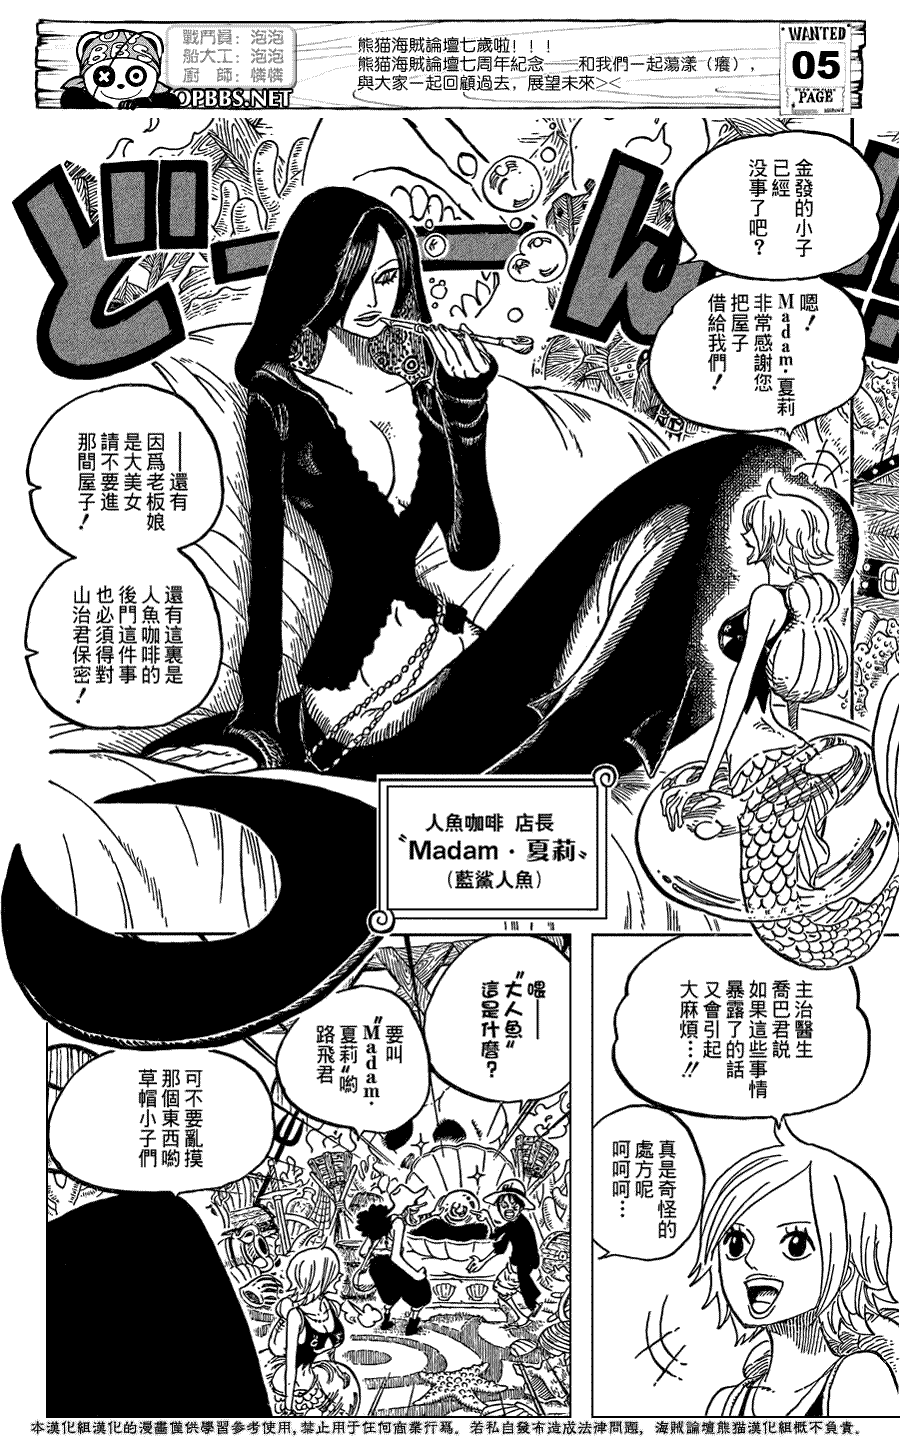 戰鬥員：泡泡
船大工：泡泡
廚　師：憐憐
OPBBS.NET
熊猫海賊論壇七歲啦！！！
熊猫海賊論壇七周年紀念——和我們一起蕩漾（癢），
與大家一起回顧過去，展望未來><
WANTED
05
PAGE
金發的小子
已經
没事了吧？
嗯！
Madam·夏莉
非常感謝您
把屋子
借給我們！
どーーん!!
——還有
因爲老板娘
是大美女
請不要進
那間屋子！
還有這裏是
人魚咖啡的
後門這件事
也必須得對
山治君保密！
人魚咖啡 店長
〝Madam·夏莉〟
（藍鯊人魚）
主治醫生
喬巴君説
如果這些事情
暴露了的話
又會引起
大麻煩…!!
真是奇怪的
處方呢
呵呵呵…
喂——
〝大人魚〟
這是什麼？
要叫
〝Madam·
夏莉〟喲
路飛君
可不要亂摸
那個東西喲
草帽小子們
本漢化組漢化的漫畫僅供學習參考使用，禁止用于任何商業行爲。若私自發布造成法律問題，海賊論壇熊猫漢化組概不負責。